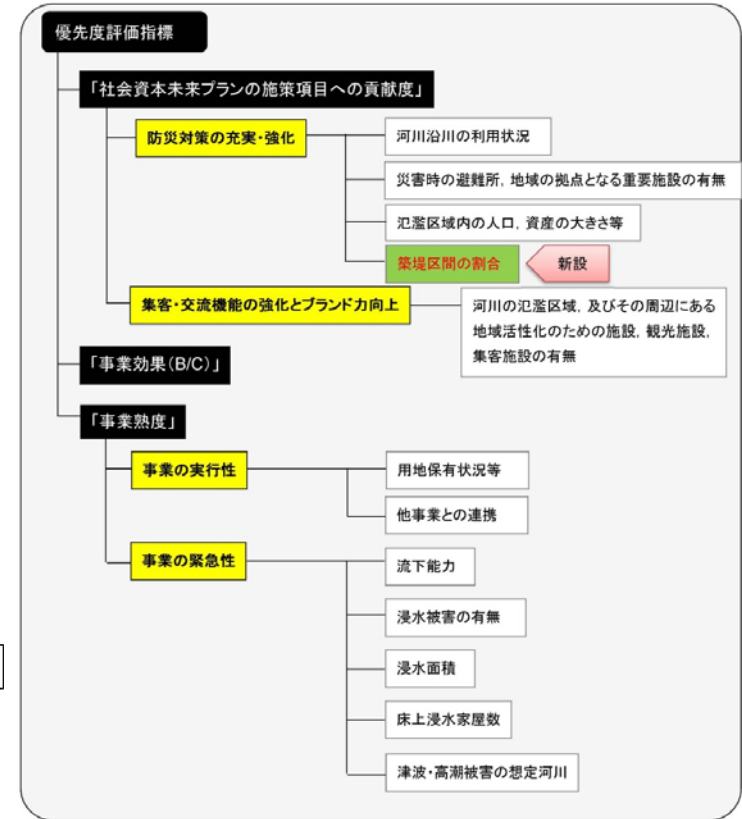 優先度評価指標
「社会資本未来プランの施策項目への貢献度」
防災対策の充実・強化
河川沿川の利用状況
災害時の避難所，地域の拠点となる重要施設の有無
氾濫区域内の人口，資産の大きさ等
築堤区間の割合
新設
集客・交流機能の強化とブランド力向上
河川の氾濫区域，及びその周辺にある
地域活性化のための施設，観光施設，
集客施設の有無
「事業効果（B/C）」
「事業熟度」
事業の実行性
用地保有状況等
他事業との連携
事業の緊急性
流下能力
浸水被害の有無
浸水面積
床上浸水家屋数
津波・高潮被害の想定河川